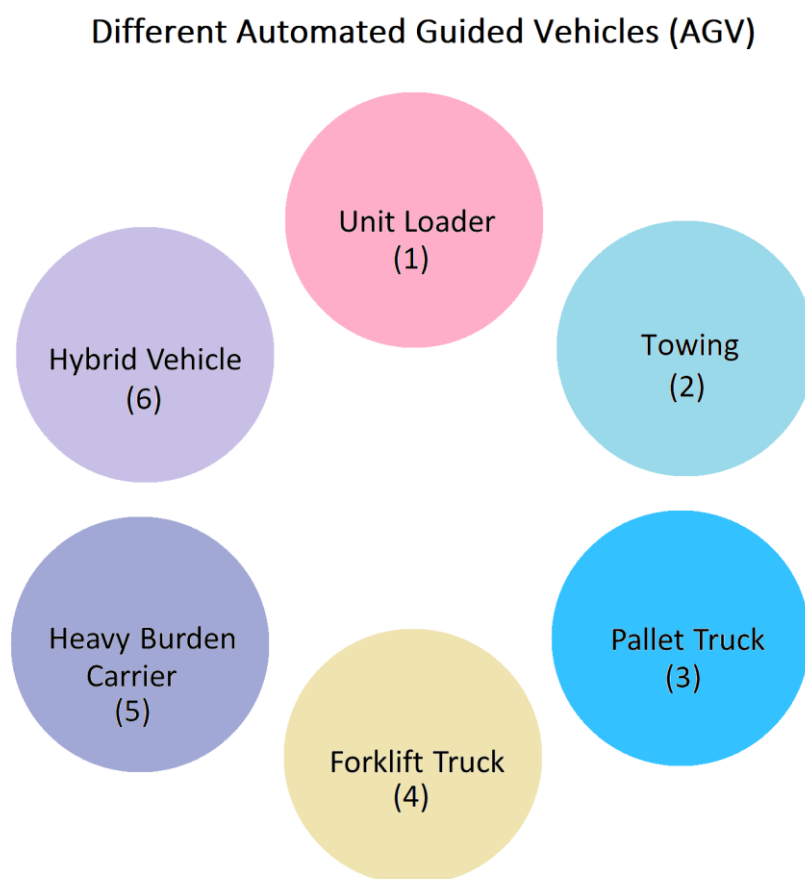 Different Automated Guided Vehicles (AGV)
Unit Loader
(1)
Towing
(2)
Pallet Truck
(3)
Forklift Truck
(4)
Heavy Burden
Carrier
(5)
Hybrid Vehicle
(6)